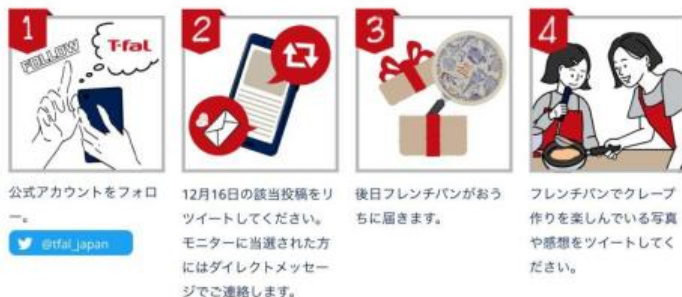 1
FOLLOW
T-fal
公式アカウントをフォロ
ー。
@tfal_japan
2
12月16日の該当投稿をリ
ツイートしてください。
モニターに当選された方
にはダイレクトメッセー
ジでご連絡します。
3
後日フレンチパンがおう
ちに届きます。
4
フレンチパンでクレープ
作りを楽しんでいる写真
や感想をツイートしてく
ださい。